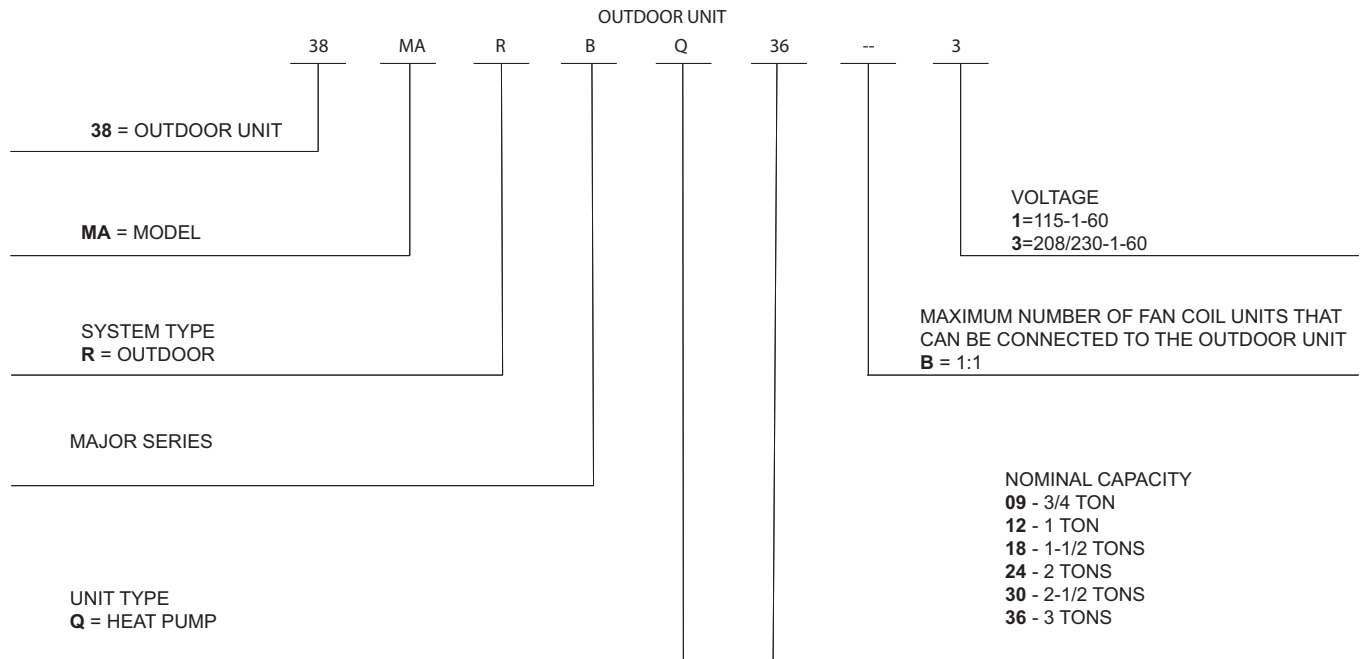 OUTDOOR UNIT
38 MA R B Q 36 -- 3
38 = OUTDOOR UNIT
MA = MODEL
SYSTEM TYPE
R = OUTDOOR
MAJOR SERIES
UNIT TYPE
Q = HEAT PUMP
VOLTAGE
1=115-1-60
3=208/230-1-60
MAXIMUM NUMBER OF FAN COIL UNITS THAT
CAN BE CONNECTED TO THE OUTDOOR UNIT
B = 1:1
NOMINAL CAPACITY
09 - 3/4 TON
12 - 1 TON
18 - 1-1/2 TONS
24 - 2 TONS
30 - 2-1/2 TONS
36 - 3 TONS